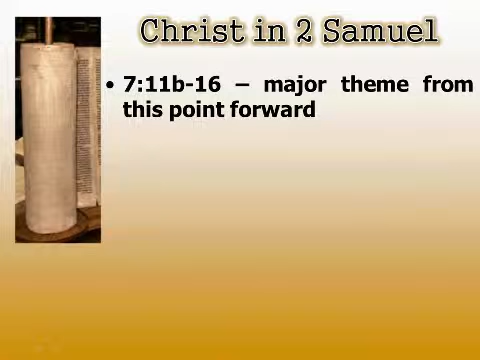 Christ in 2 Samuel
• 7:11b-16 – major theme from
this point forward